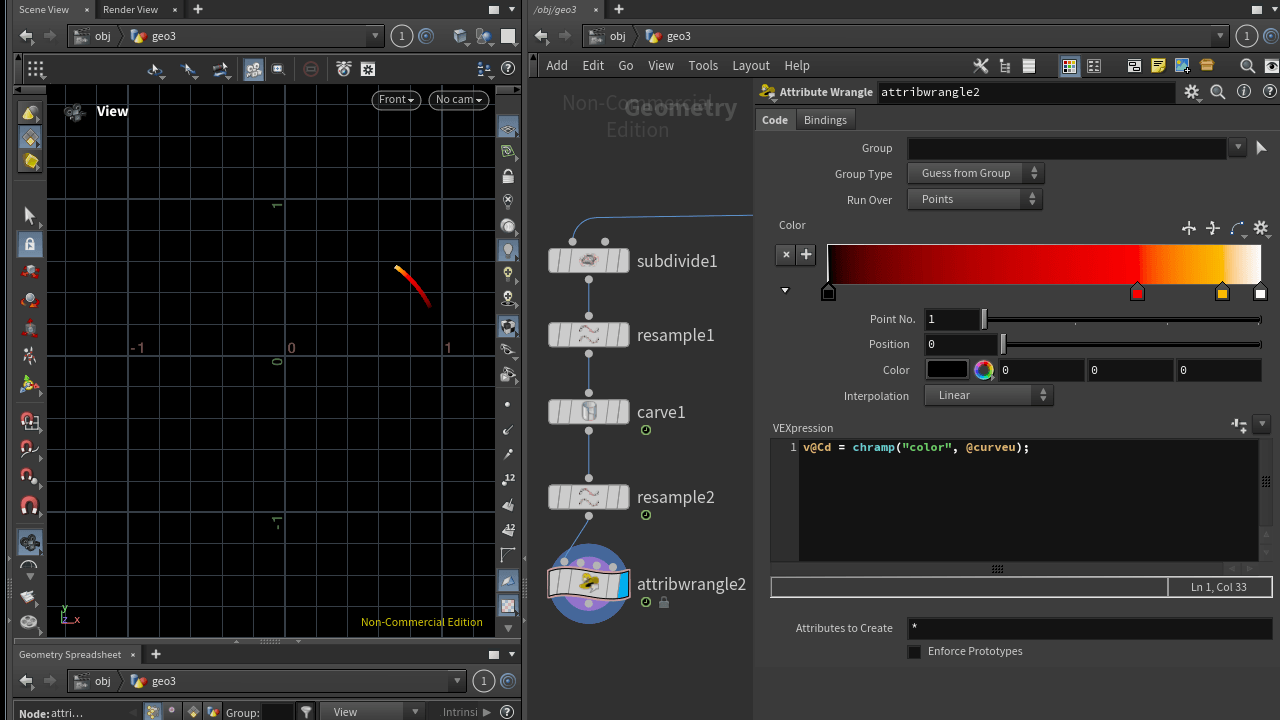 Scene View × Render View × +
obj geo3 1
View
Front No cam
1
-1 0 1
0
-1
y
z x
Non-Commercial Edition
12
12
Geometry Spreadsheet × +
obj geo3 1
Node: attri... Group: View Intrinsi
/obj/geo3 × +
obj geo3 1
Add Edit Go View Tools Layout Help
Non-Commercial
Edition
Geometry
subdivide1
resample1
carve1
resample2
attribwrangle2
Attribute Wrangle attribwrangle2
Code Bindings
Group
Group Type Guess from Group
Run Over Points
Color
Point No. 1
Position 0
Color 0 0 0
Interpolation Linear
VEXpression
1 v@Cd = chramp("color", @curveu);
Ln 1, Col 33
Attributes to Create *
Enforce Prototypes